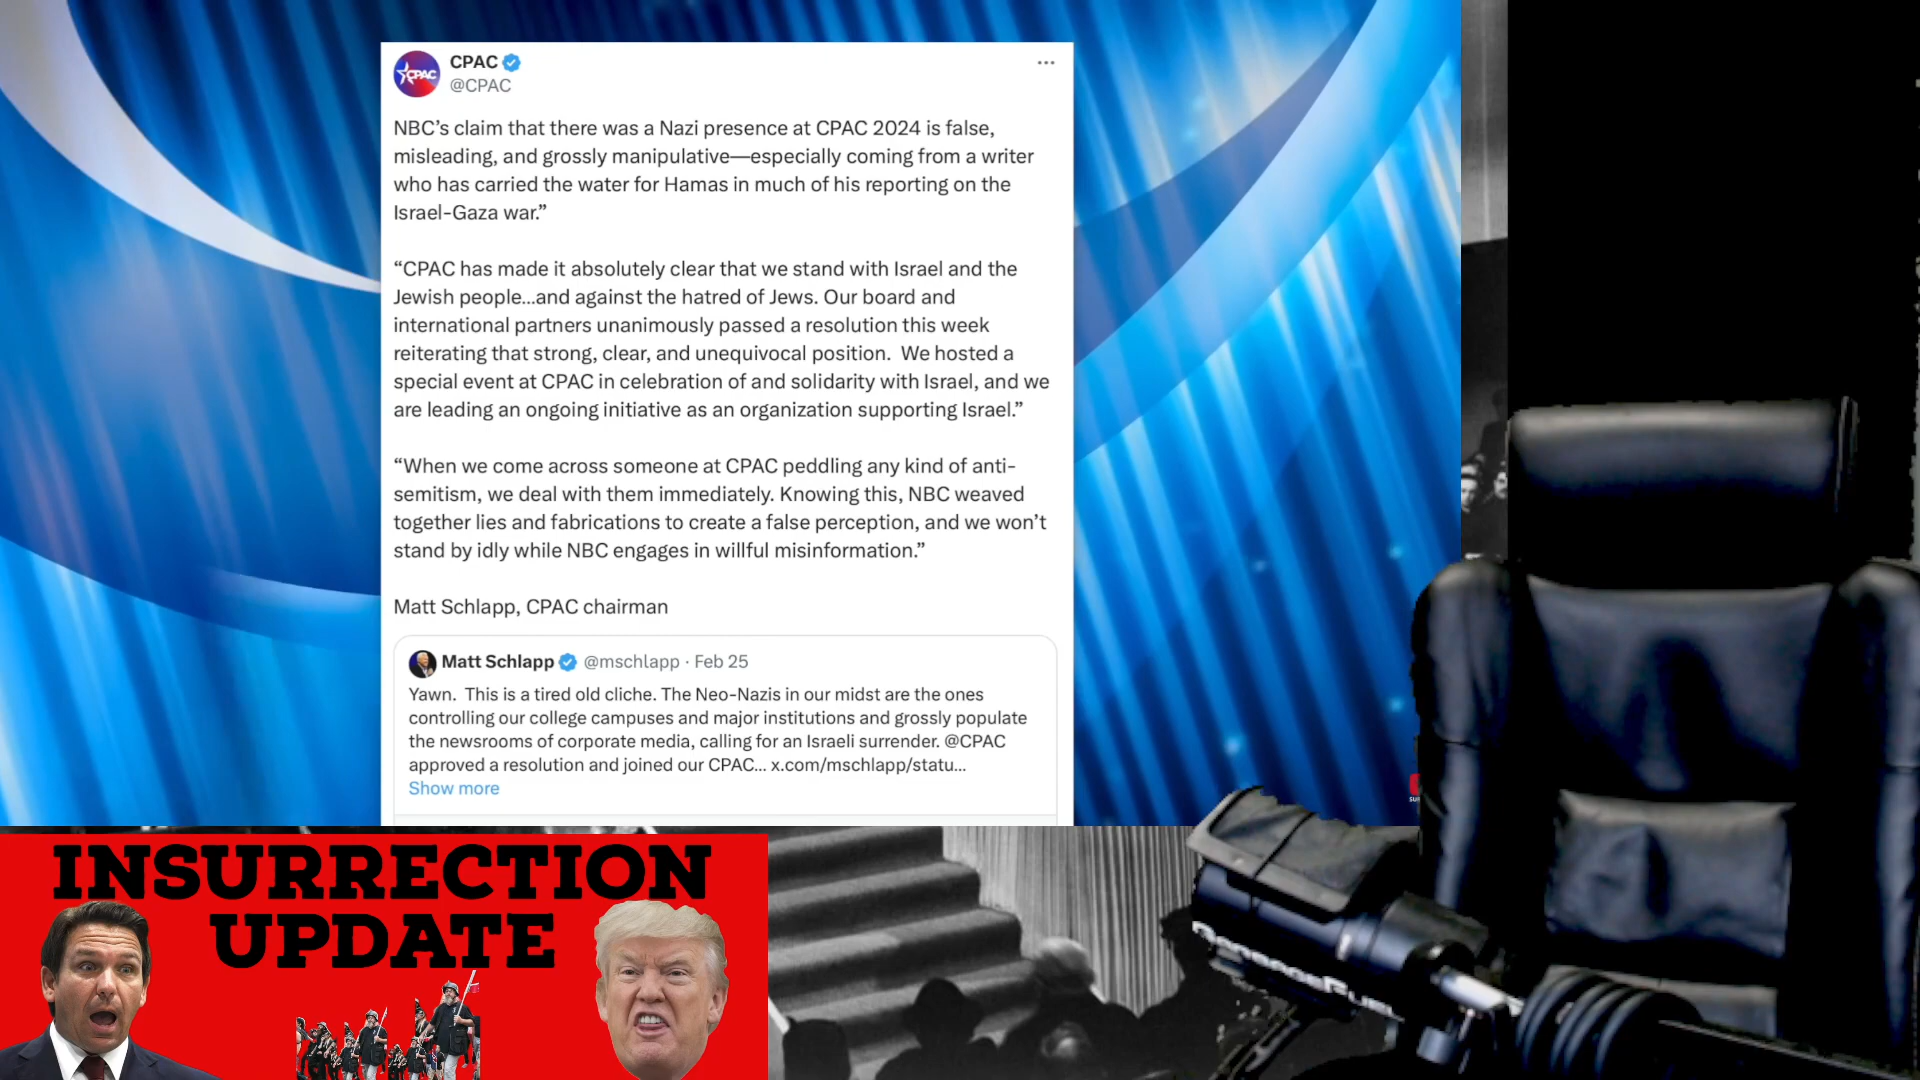 CPAC
@CPAC
NBC’s claim that there was a Nazi presence at CPAC 2024 is false,
misleading, and grossly manipulative—especially coming from a writer
who has carried the water for Hamas in much of his reporting on the
Israel-Gaza war.”
“CPAC has made it absolutely clear that we stand with Israel and the
Jewish people...and against the hatred of Jews. Our board and
international partners unanimously passed a resolution this week
reiterating that strong, clear, and unequivocal position.  We hosted a
special event at CPAC in celebration of and solidarity with Israel, and we
are leading an ongoing initiative as an organization supporting Israel.”
“When we come across someone at CPAC peddling any kind of anti-
semitism, we deal with them immediately. Knowing this, NBC weaved
together lies and fabrications to create a false perception, and we won’t
stand by idly while NBC engages in willful misinformation.”
Matt Schlapp, CPAC chairman
Matt Schlapp @mschlapp · Feb 25
Yawn.  This is a tired old cliche. The Neo-Nazis in our midst are the ones
controlling our college campuses and major institutions and grossly populate
the newsrooms of corporate media, calling for an Israeli surrender. @CPAC
approved a resolution and joined our CPAC... x.com/mschlapp/statu...
Show more
INSURRECTION
UPDATE